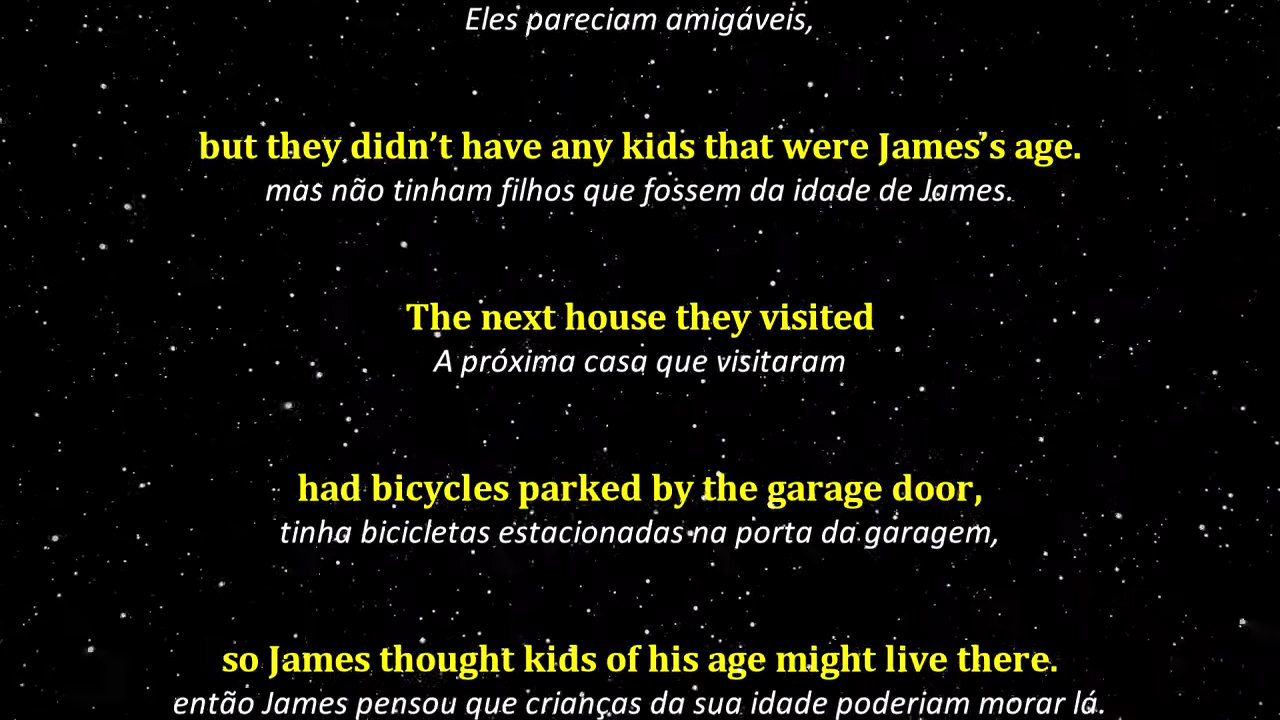 Eles pareciam amigáveis,
but they didn’t have any kids that were James’s age.
mas não tinham filhos que fossem da idade de James.
The next house they visited
A próxima casa que visitaram
had bicycles parked by the garage door,
tinha bicicletas estacionadas na porta da garagem,
so James thought kids of his age might live there.
então James pensou que crianças da sua idade poderiam morar lá.